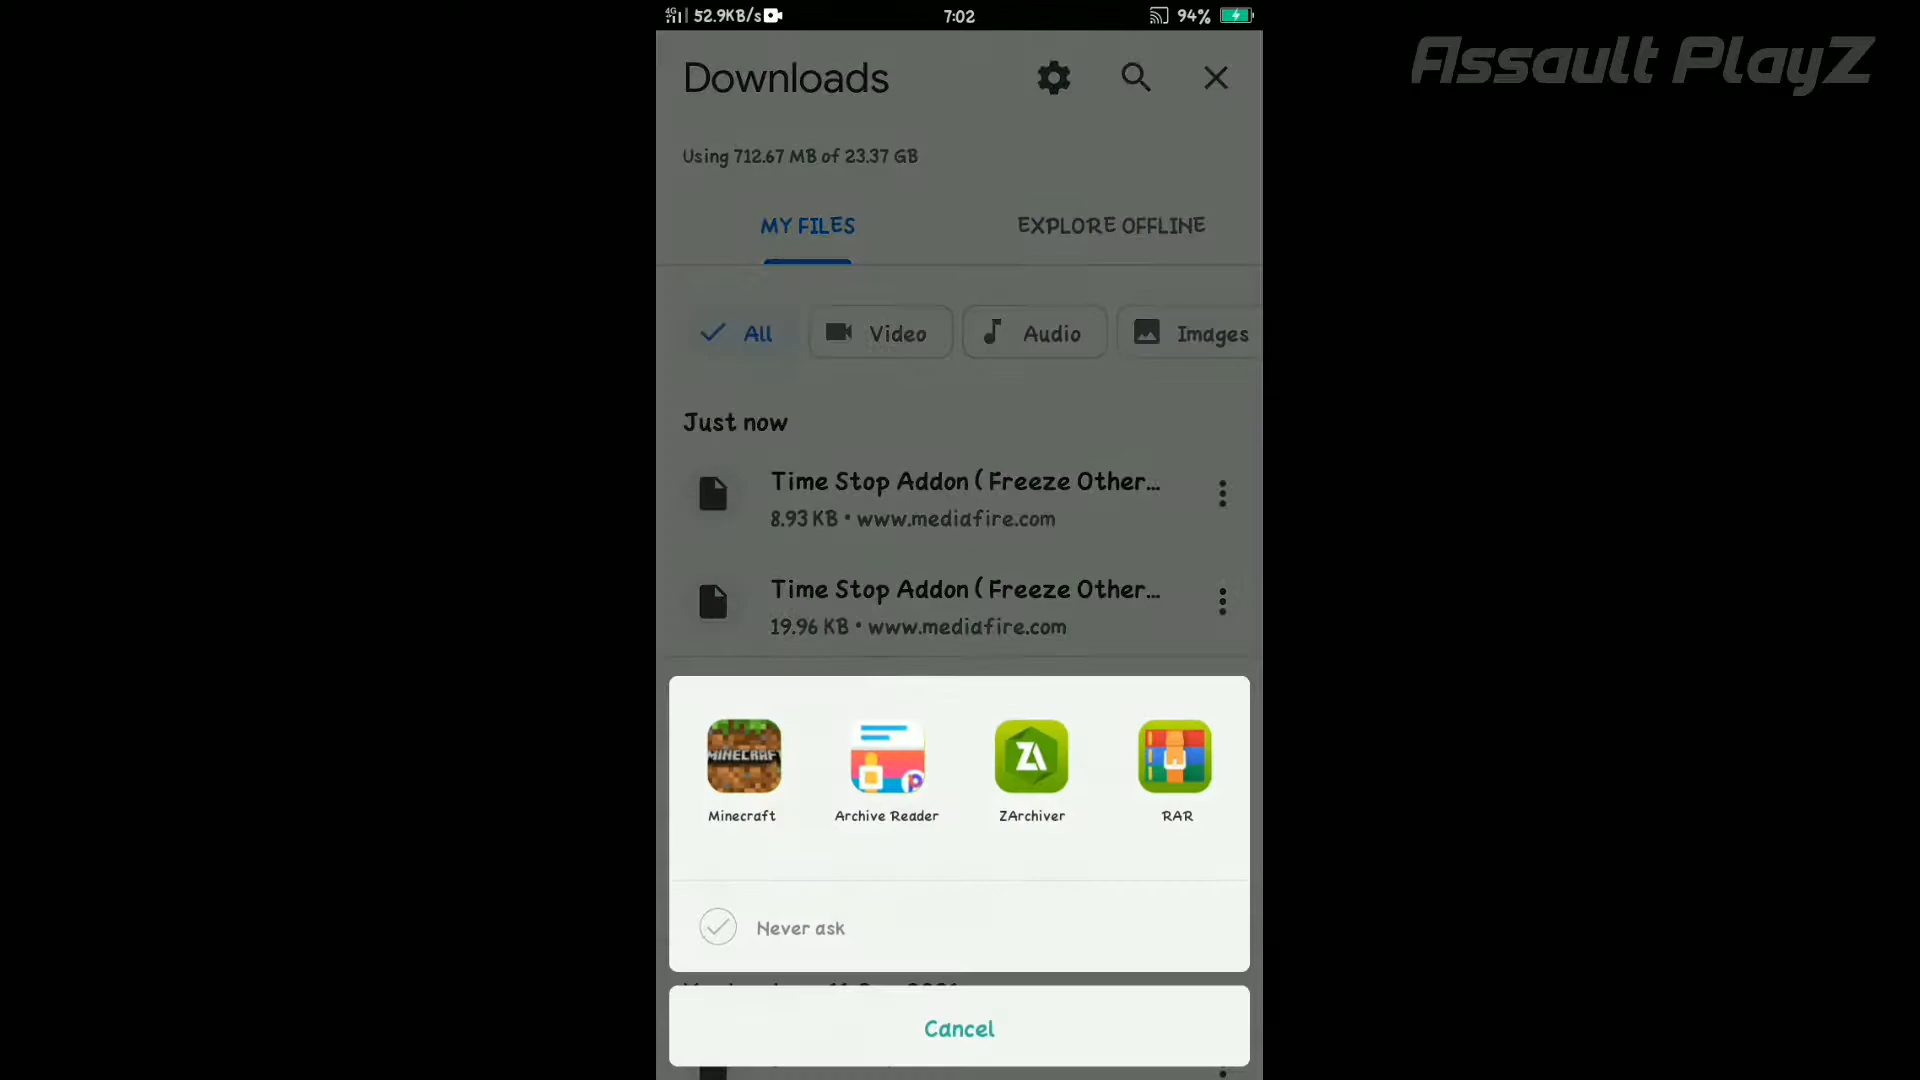 4G 52.9KB/s 7:02 94%
Assault PlayZ
Downloads
Using 712.67 MB of 23.37 GB
MY FILES EXPLORE OFFLINE
All Video Audio Images
Just now
Time Stop Addon ( Freeze Other...
8.93 KB • www.mediafire.com
Time Stop Addon ( Freeze Other...
19.96 KB • www.mediafire.com
MINECRAFT
Minecraft Archive Reader ZArchiver RAR
Never ask
Cancel